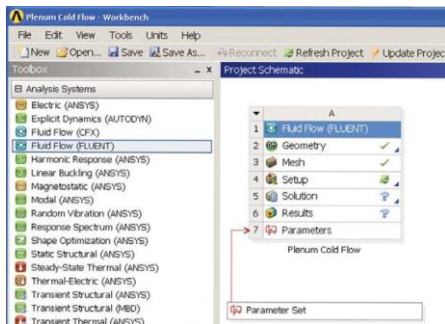 Plenum Cold Flow - Workbench
File Edit View Tools Units Help
New Open... Save Save As... Reconnect Refresh Project Update Projec
Toolbox - x Project Schematic
Analysis Systems
Electric (ANSYS)
Explicit Dynamics (AUTODYN)
Fluid Flow (CFX)
Fluid Flow (FLUENT)
Harmonic Response (ANSYS)
Linear Buckling (ANSYS)
Magnetostatic (ANSYS)
Modal (ANSYS)
Random Vibration (ANSYS)
Response Spectrum (ANSYS)
Shape Optimization (ANSYS)
Static Structural (ANSYS)
Steady-State Thermal (ANSYS)
Thermal-Electric (ANSYS)
Transient Structural (ANSYS)
Transient Structural (MBD)
Transient Thermal (ANSYS)
A
1 Fluid Flow (FLUENT)
2 Geometry
3 Mesh
4 Setup
5 Solution ?
6 Results ?
7 Parameters
Plenum Cold Flow
Parameter Set